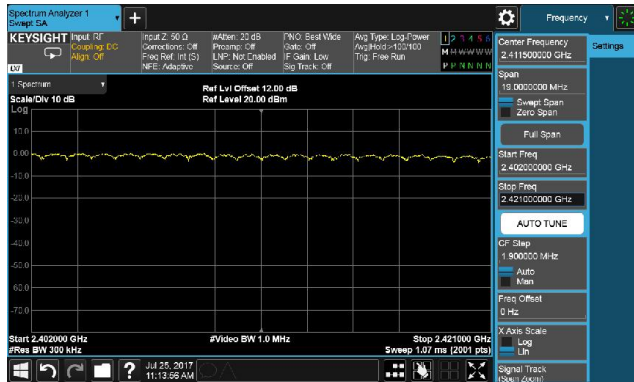 Spectrum Analyzer 1
Swept SA
Frequency
KEYSIGHT
Input: RF
Coupling: DC
Align: Off
Input Z: 50 Ω
Corrections: Off
Freq Ref: Int (S)
NFE: Adaptive
#Atten: 20 dB
Preamp: Off
LNP: Not Enabled
Source: Off
PNO: Best Wide
Gate: Off
IF Gain: Low
Sig Track: Off
Avg Type: Log-Power
Avg|Hold:>100/100
Trig: Free Run
1 2 3 4 5 6
M W W W W W
P P N N N N
LXI
Center Frequency
2.411500000 GHz
Settings
Span
19.0000000 MHz
Swept Span
Zero Span
Full Span
Start Freq
2.402000000 GHz
Stop Freq
2.421000000 GHz
AUTO TUNE
CF Step
1.900000 MHz
Auto
Man
Freq Offset
0 Hz
X Axis Scale
Log
Lin
Signal Track
(Span Zoom)
1 Spectrum
Scale/Div 10 dB
Ref Lvl Offset 12.00 dB
Ref Level 20.00 dBm
Log
10.0
0.00
-10.0
-20.0
-30.0
-40.0
-50.0
-60.0
-70.0
Start 2.402000 GHz
#Video BW 1.0 MHz
Stop 2.421000 GHz
#Res BW 300 kHz
Sweep 1.07 ms (2001 pts)
?
Jul 25, 2017
11:13:56 AM